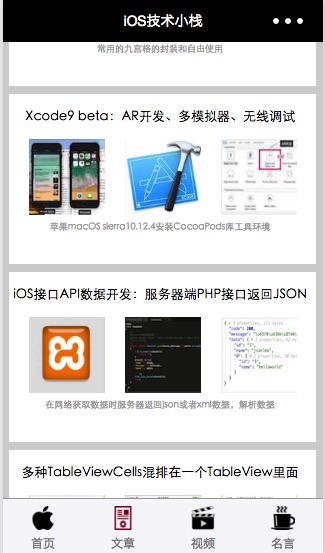 iOS技术小栈
常用的九宫格的封装和自由使用
Xcode9 beta：AR开发、多模拟器、无线调试
苹果macOS sierra10.12.4安装CocoaPods库工具环境
iOS接口API数据开发：服务器端PHP接口返回JSON
在网络获取数据时服务器返回json或者xml数据，解析数据
多种TableViewCells混排在一个TableView里面
首页 文章 视频 名言